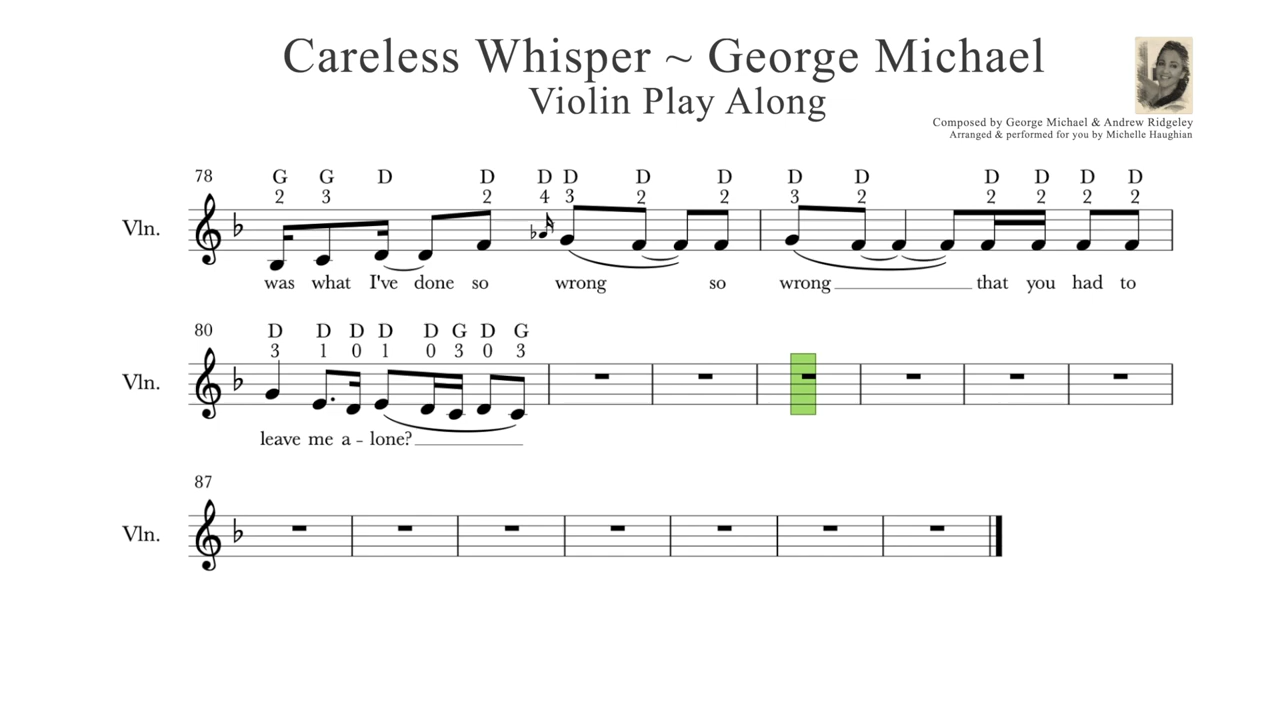 Careless Whisper ~ George Michael
Violin Play Along
Composed by George Michael & Andrew Ridgeley
Arranged & performed for you by Michelle Haughian
78 G G D D D D D D D D D D D D
2 3 2 4 3 2 2 3 2 2 2 2 2
Vln.
was what I've done so wrong so wrong that you had to
80 D D D D D G D G
3 1 0 1 0 3 0 3
Vln.
leave me a - lone?
87
Vln.